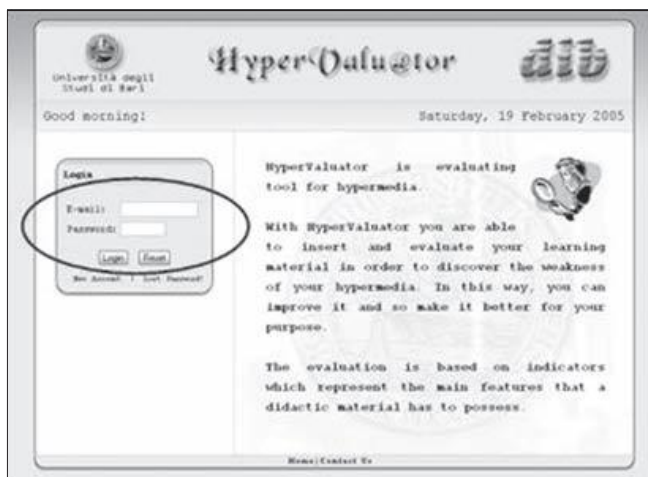 Università degli
Studi di Bari
HyperValu@tor
dib
Good morning!
Saturday, 19 February 2005
Login
E-mail:
Password:
Login Reset
New Account | Lost Password?
HyperValuator is evaluating
tool for hypermedia.
With HyperValuator you are able
to insert and evaluate your learning
material in order to discover the weakness
of your hypermedia. In this way, you can
improve it and so make it better for your
purpose.
The evaluation is based on indicators
which represent the main features that a
didactic material has to possess.
Home|Contact Us